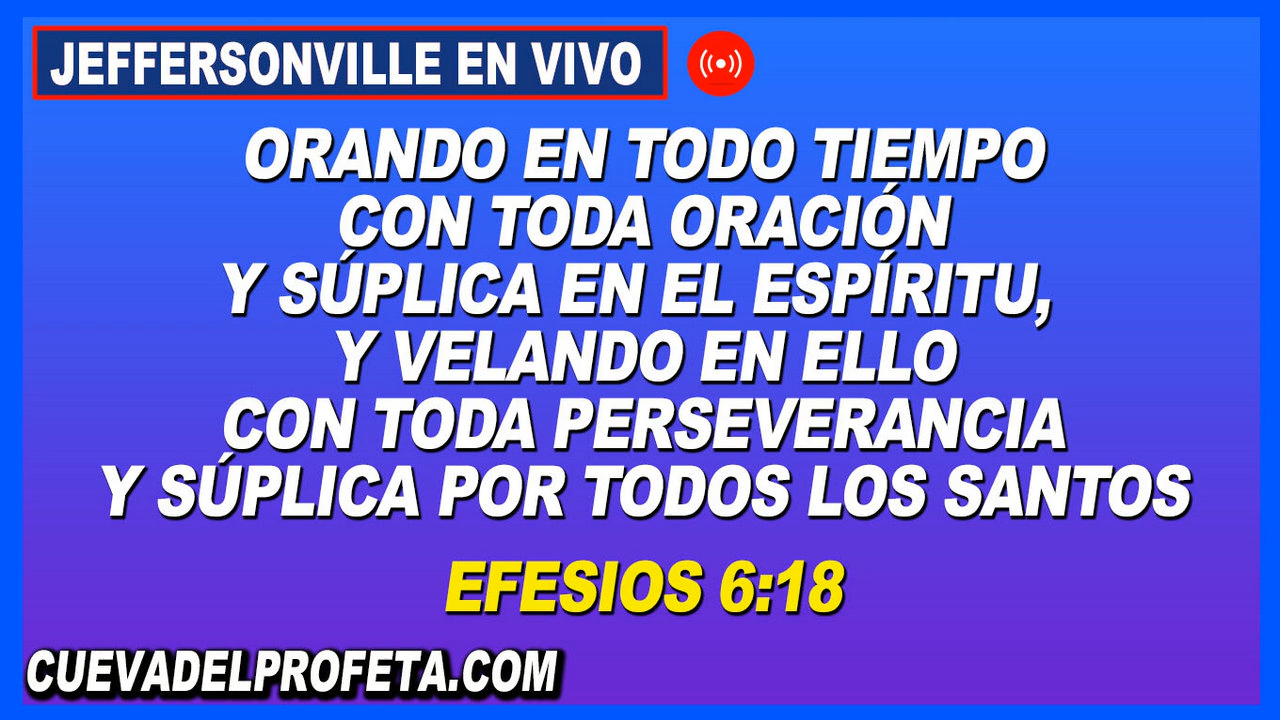 JEFFERSONVILLE EN VIVO
ORANDO EN TODO TIEMPO
CON TODA ORACIÓN
Y SÚPLICA EN EL ESPÍRITU,
Y VELANDO EN ELLO
CON TODA PERSEVERANCIA
Y SÚPLICA POR TODOS LOS SANTOS
EFESIOS 6:18
CUEVADELPROFETA.COM